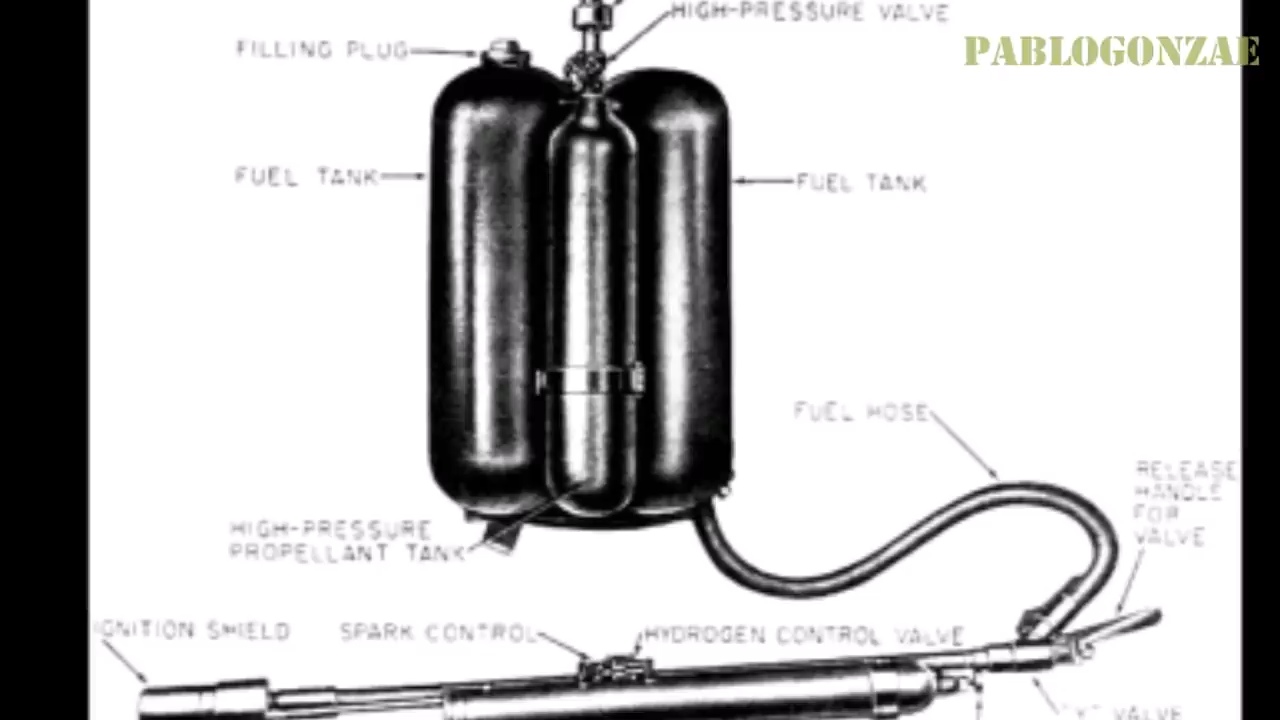 HIGH-PRESSURE VALVE
PABLOGONZAE
FILLING PLUG
FUEL TANK
FUEL TANK
FUEL HOSE
RELEASE
HANDLE
FOR
VALVE
HIGH-PRESSURE
PROPELLANT TANK
IGNITION SHIELD
SPARK CONTROL
HYDROGEN CONTROL VALVE
VALVE